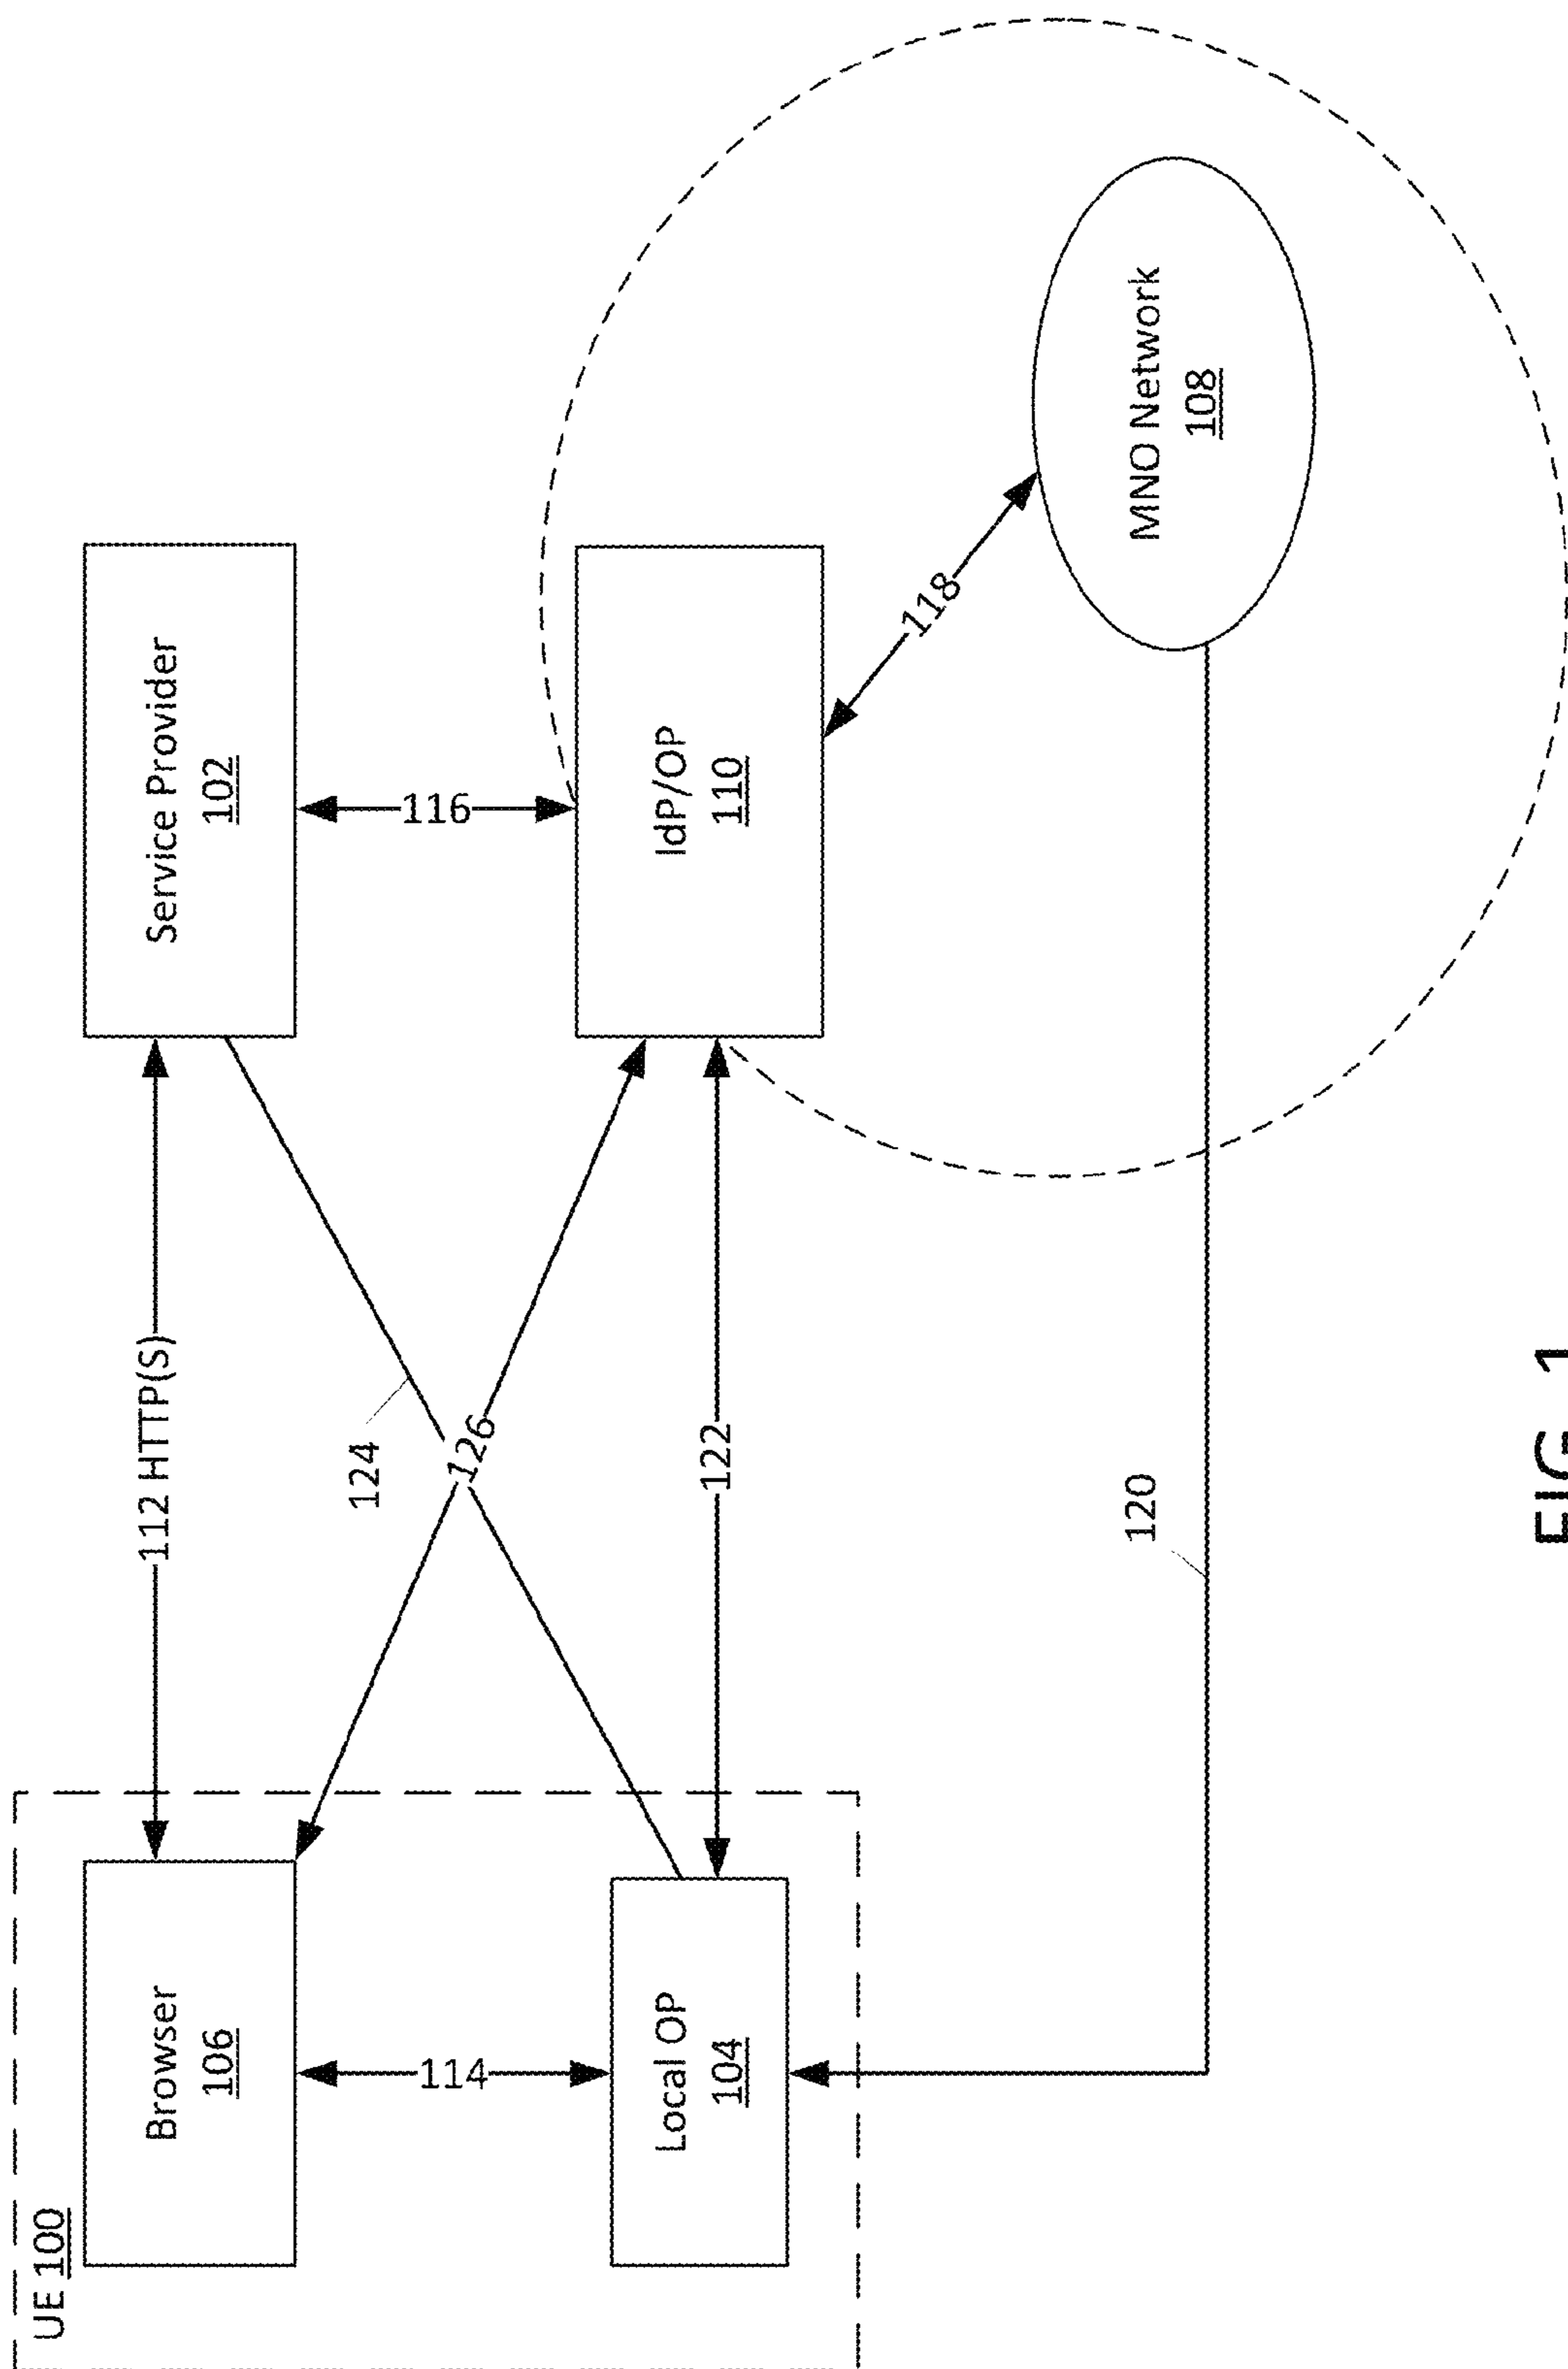 UE 100
Browser
106
112 HTTP(S)
Service Provider
102
124
114
126
116
Local OP
104
122
IdP/OP
110
118
120
MNO Network
108
FIG. 1